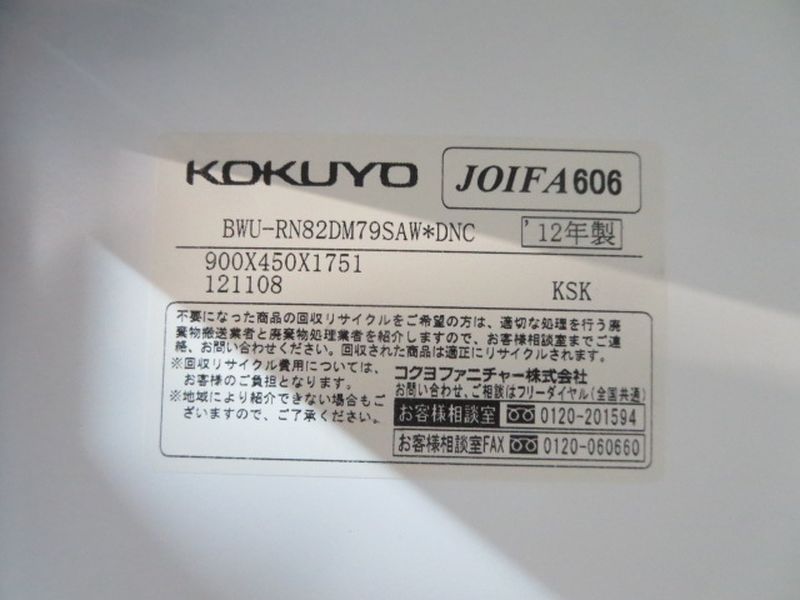 KOKUYO
JOIFA606
BWU-RN82DM79SAW*DNC
'12年製
900X450X1751
121108
KSK
不要になった商品の回収リサイクルをご希望の方は、適切な処理を行う廃
棄物搬送業者と廃棄物処理業者を紹介しますので、お客様相談室までご連
絡、お問い合わせください。回収された商品は適正にリサイクルされます。
※回収リサイクル費用については、
お客様のご負担となります。
※地域により紹介できない場合もご
ざいますので、ご了承ください。
コクヨファニチャー株式会社
お問い合わせ、ご相談はフリーダイヤル(全国共通)
お客様相談室 0120-201594
お客様相談室FAX 0120-060660